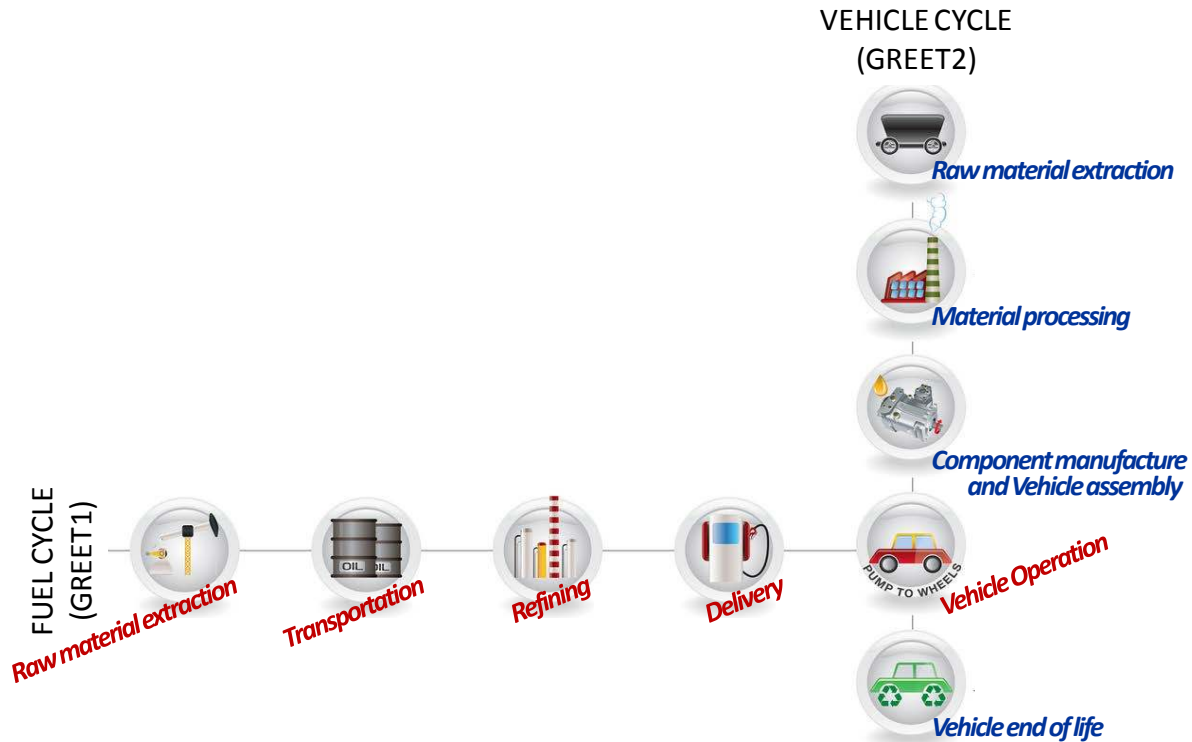 VEHICLE CYCLE
(GREET2)
Raw material extraction
Material processing
Component manufacture
and Vehicle assembly
FUEL CYCLE
(GREET1)
OIL
OIL
PUMP TO WHEELS
Raw material extraction
Transportation
Refining
Delivery
Vehicle Operation
Vehicle end of life